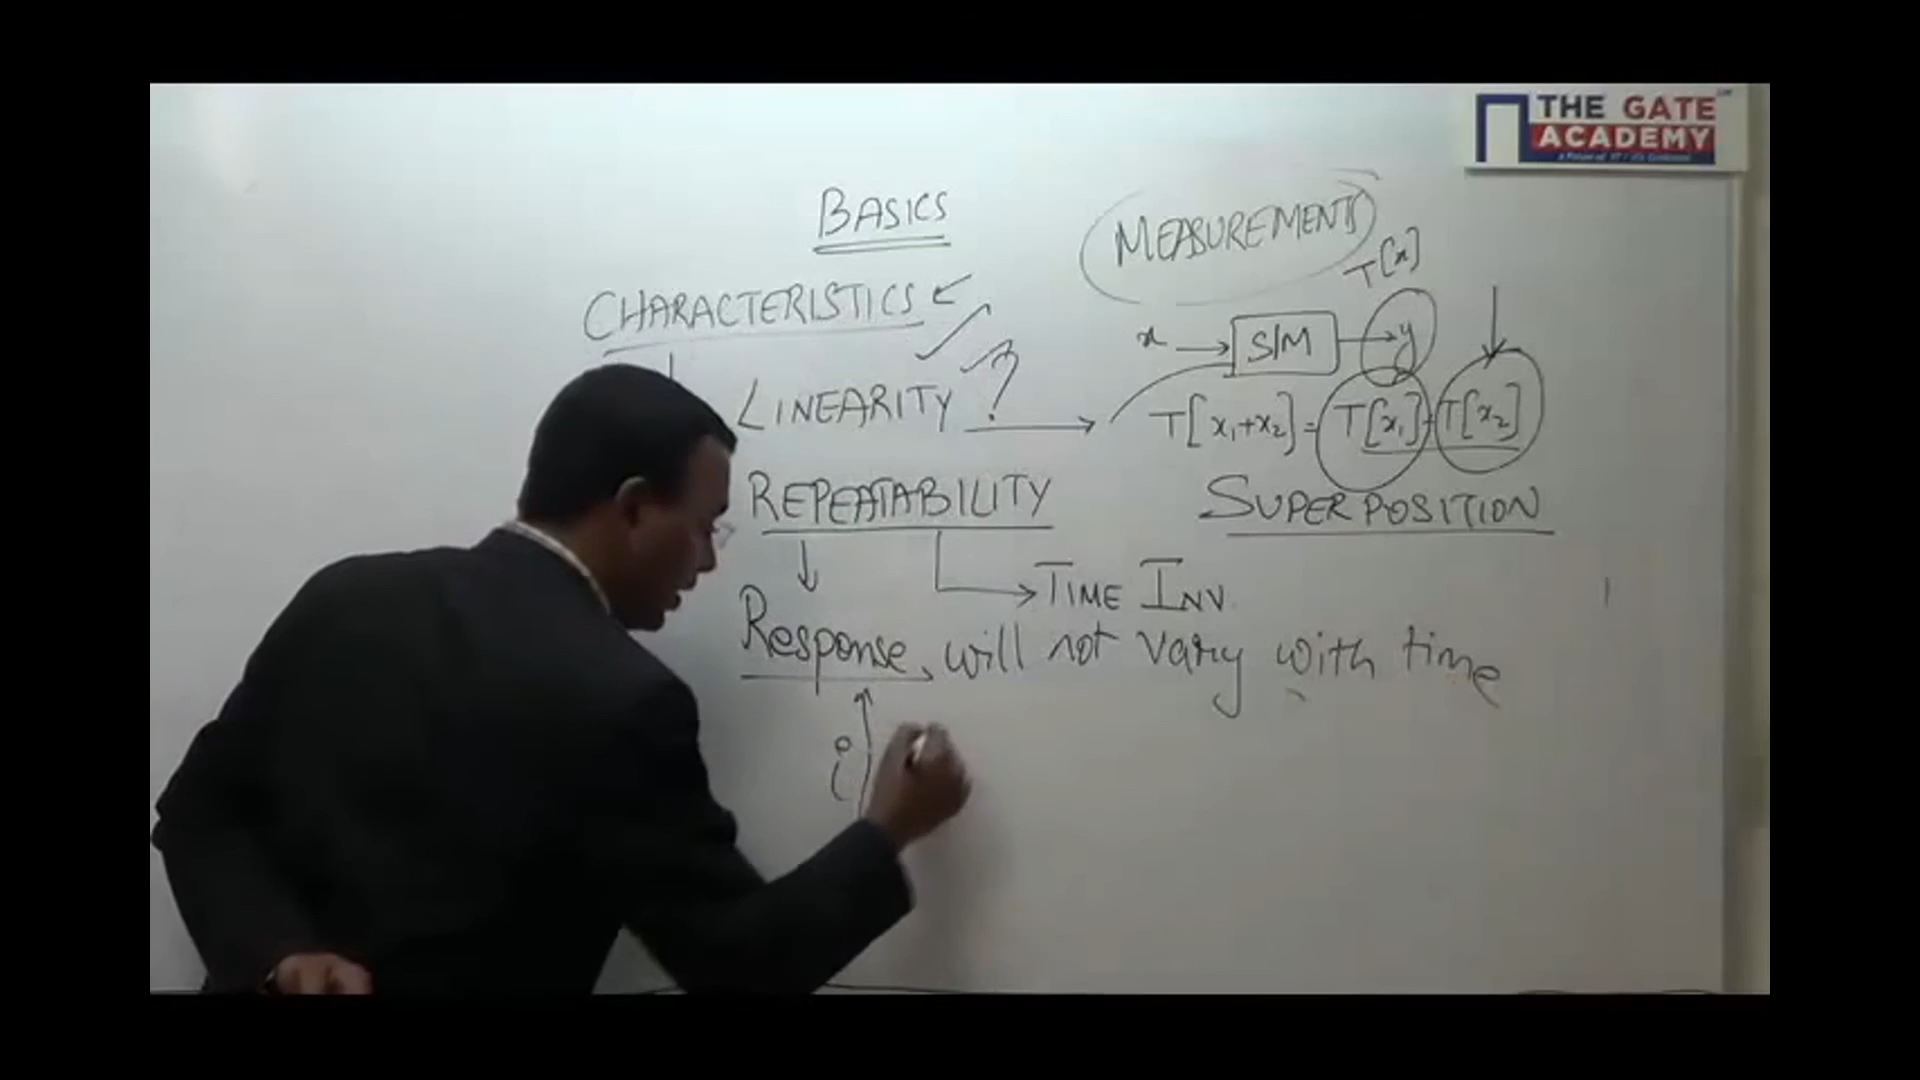 THE GATE
ACADEMY
BASICS
MEASUREMENTS
CHARACTERISTICS
T[x]
x → S/M → y
LINEARITY ?
T[x₁+x₂] = T[x₁]+T[x₂]
REPEATABILITY
SUPERPOSITION
TIME INV.
Response will not vary with time
i